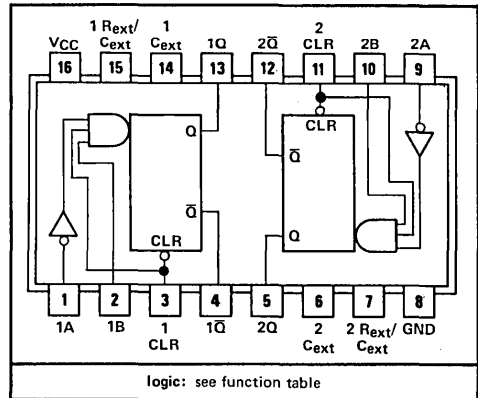 1 Rext/ 1 2
VCC Cext Cext 1Q 2Q̅ CLR 2B 2A
16 15 14 13 12 11 10 9
Q CLR
Q̅
Q̅
CLR Q
1 2 3 4 5 6 7 8
1A 1B 1 1Q̅ 2Q 2 2 Rext/ GND
CLR Cext Cext
logic: see function table